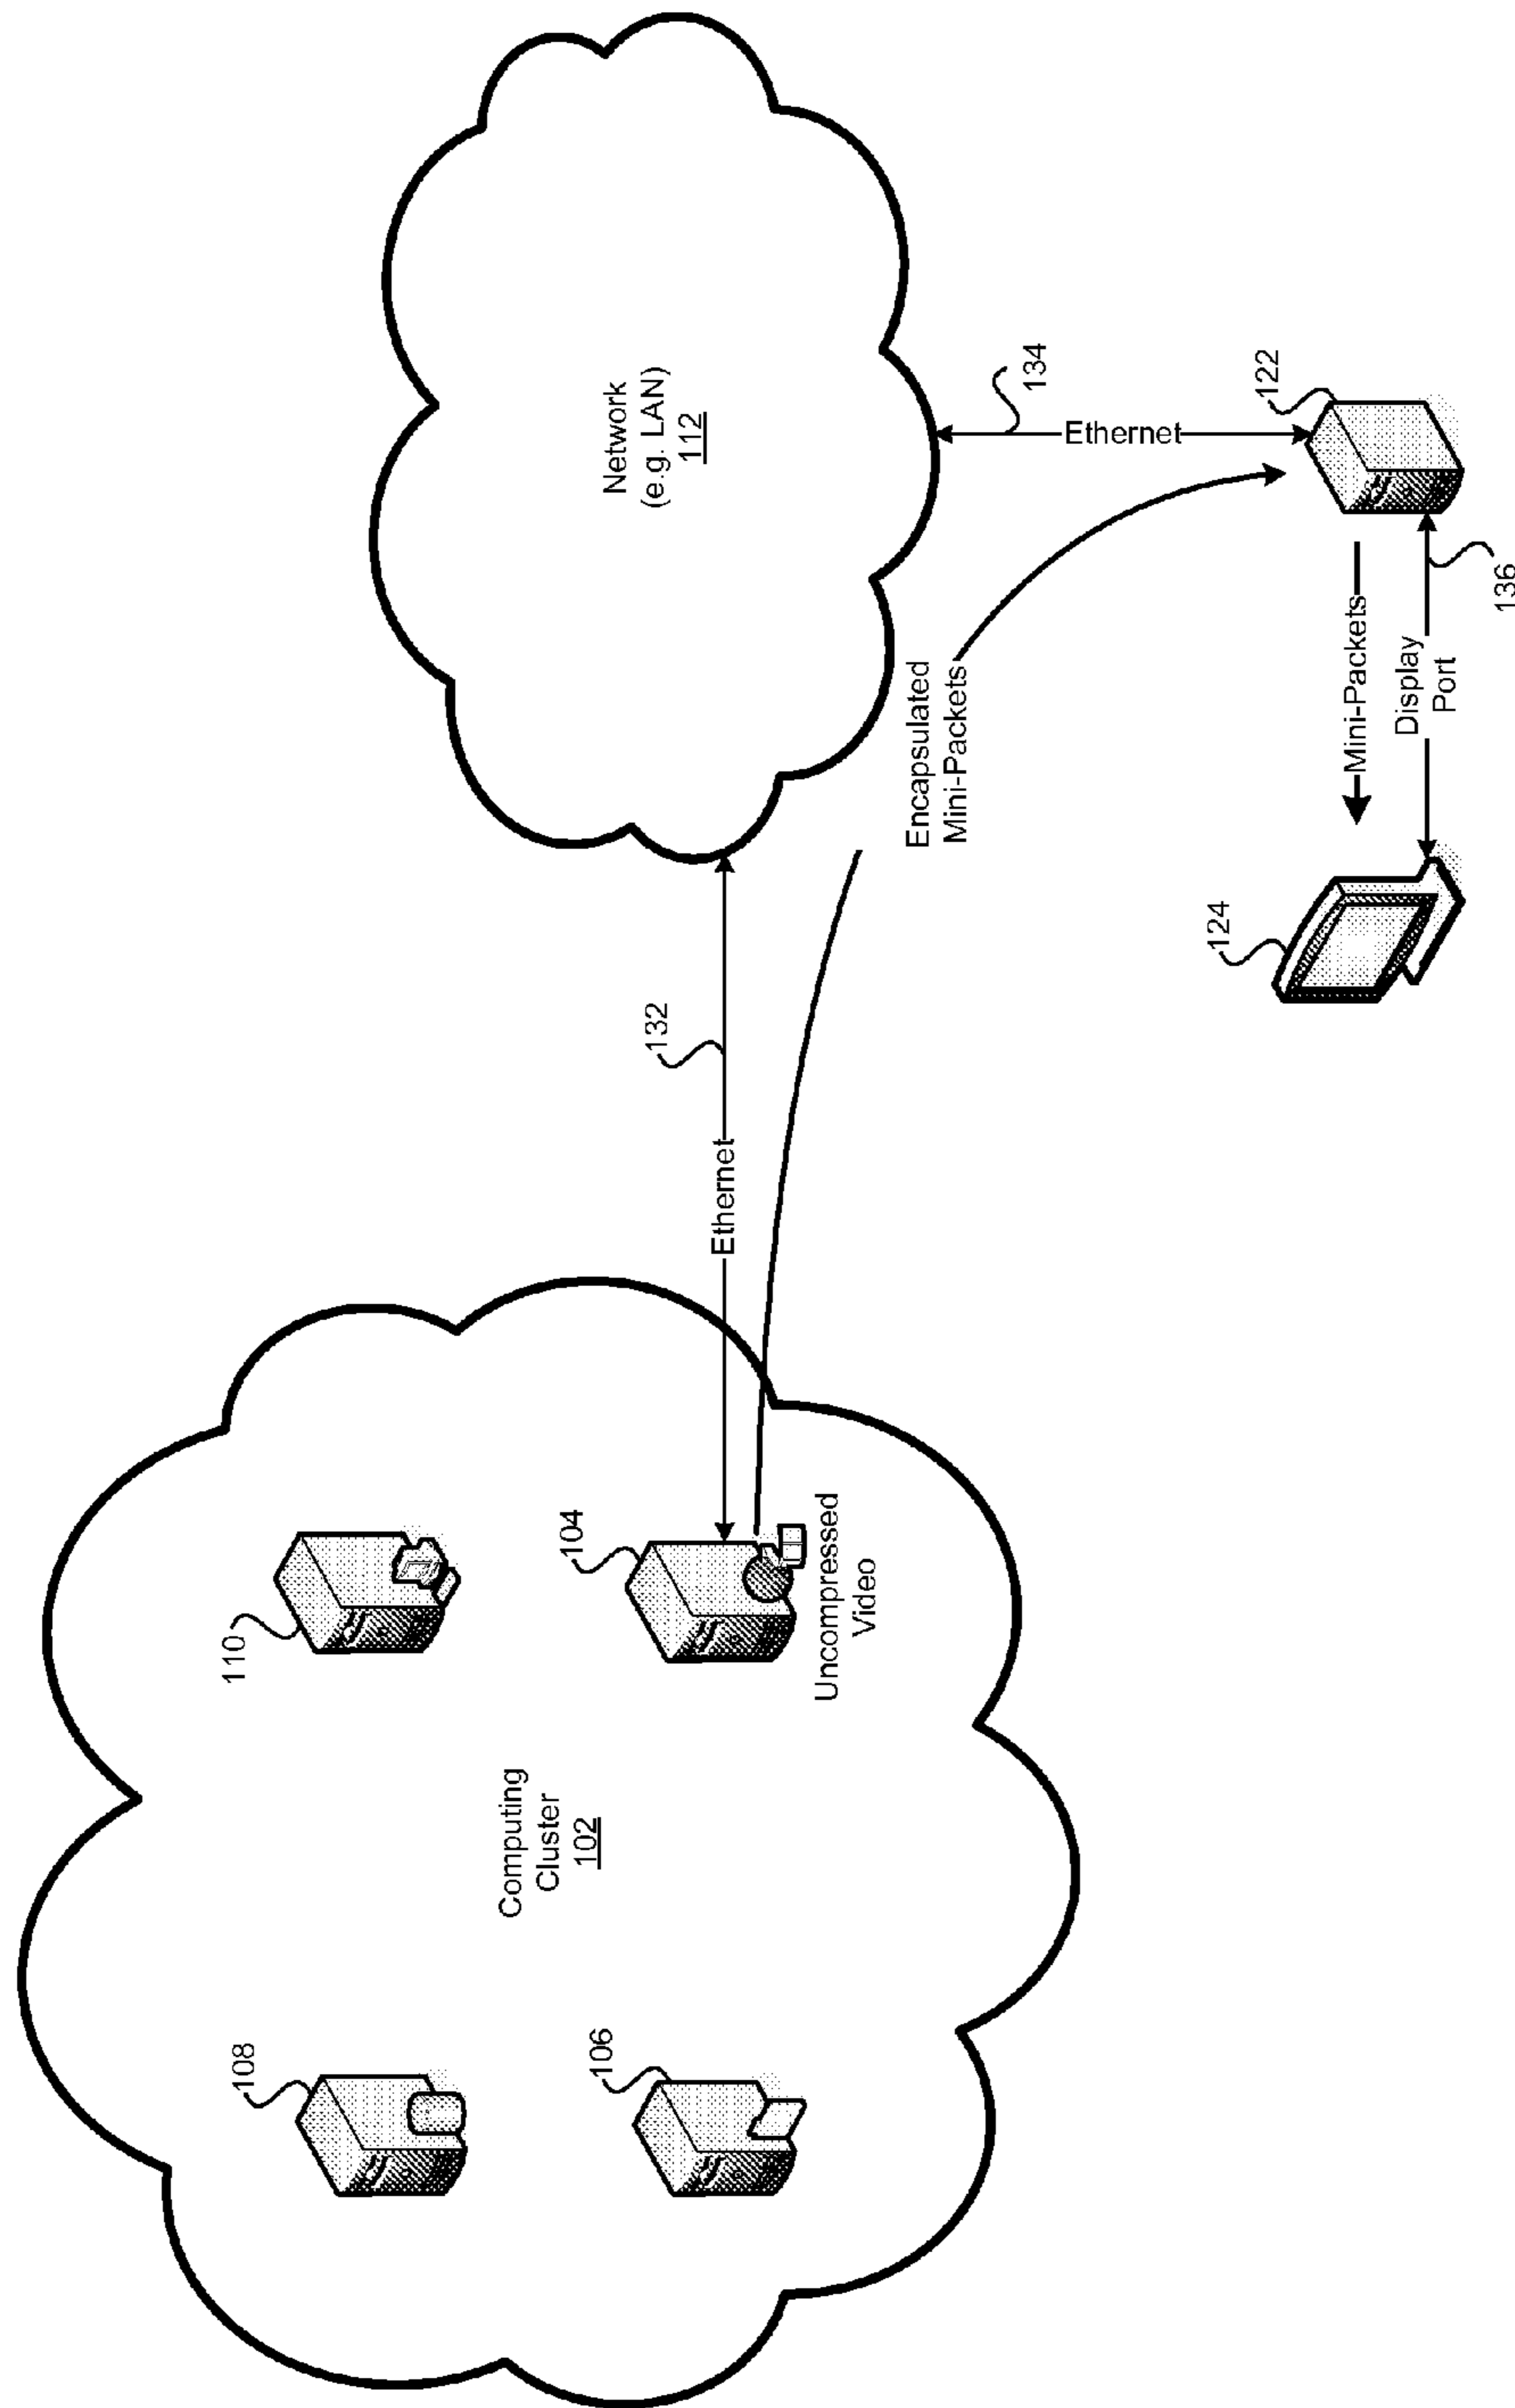 108
110
106
104
Computing
Cluster
102
Uncompressed
Video
Ethernet
132
Network
(e.g. LAN)
112
Encapsulated
Mini-Packets
134
Ethernet
124
122
Mini-Packets
Display
Port
136